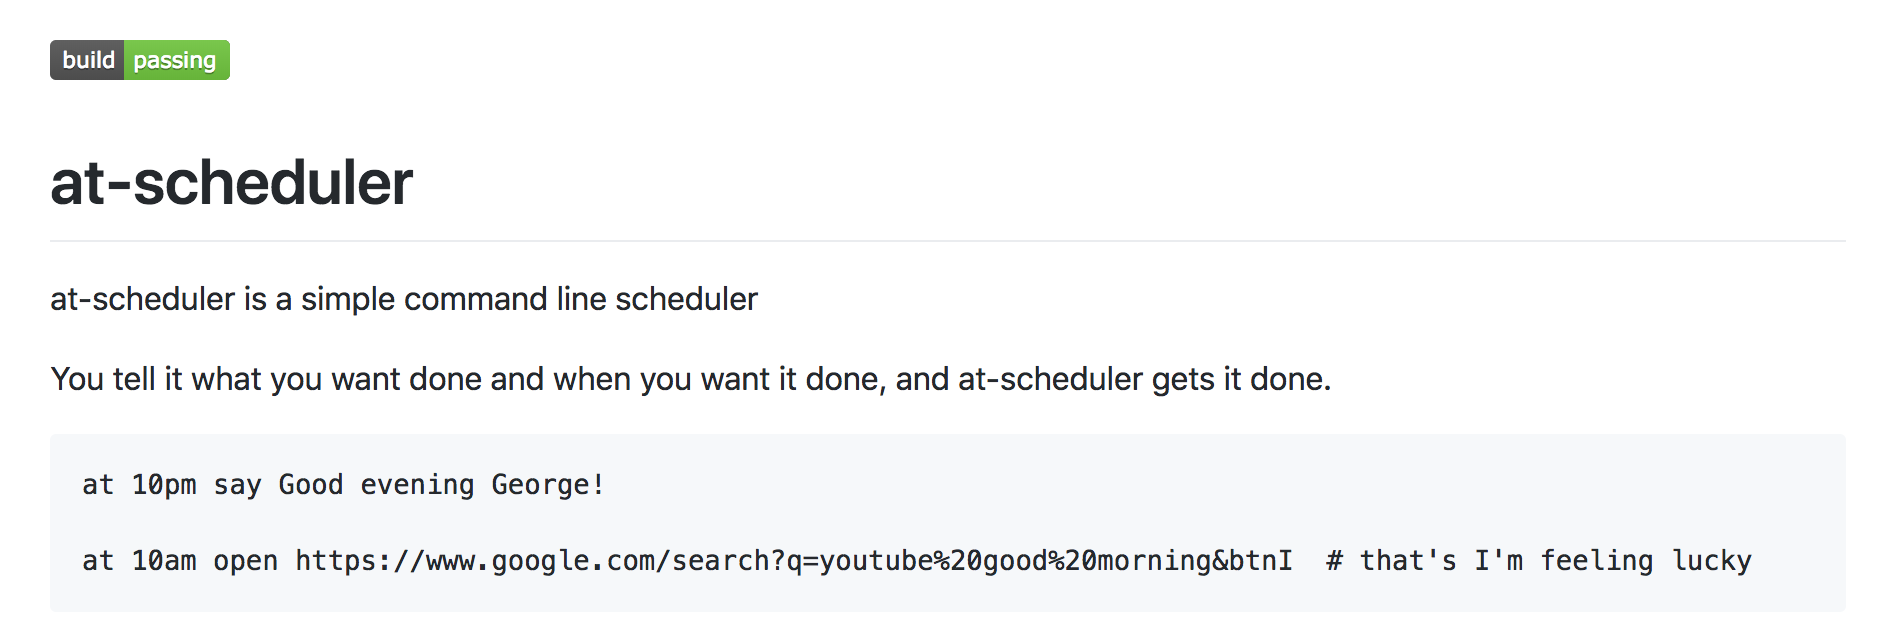 build passing
at-scheduler
at-scheduler is a simple command line scheduler
You tell it what you want done and when you want it done, and at-scheduler gets it done.
at 10pm say Good evening George!
at 10am open https://www.google.com/search?q=youtube%20good%20morning&btnI  # that's I'm feeling lucky